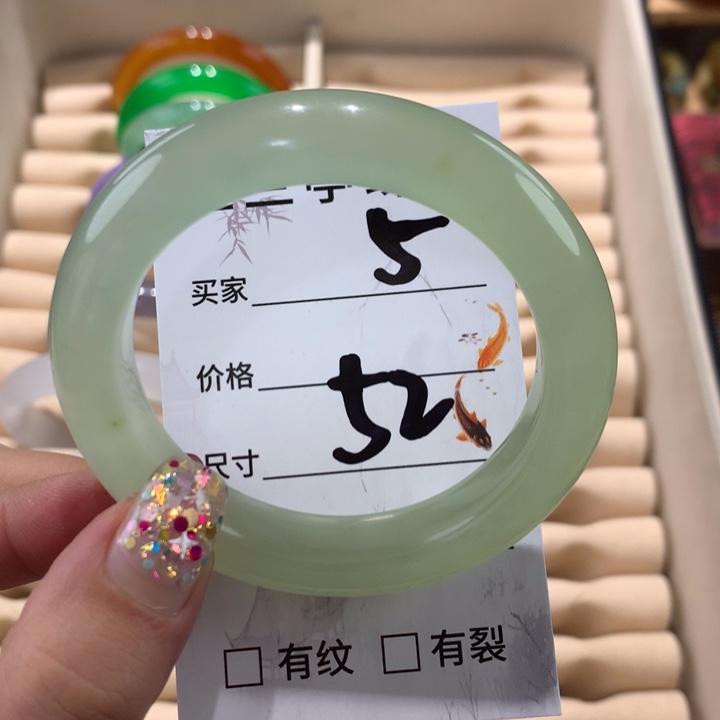 买家 5
价格
尺寸 52
□ 有纹 □ 有裂